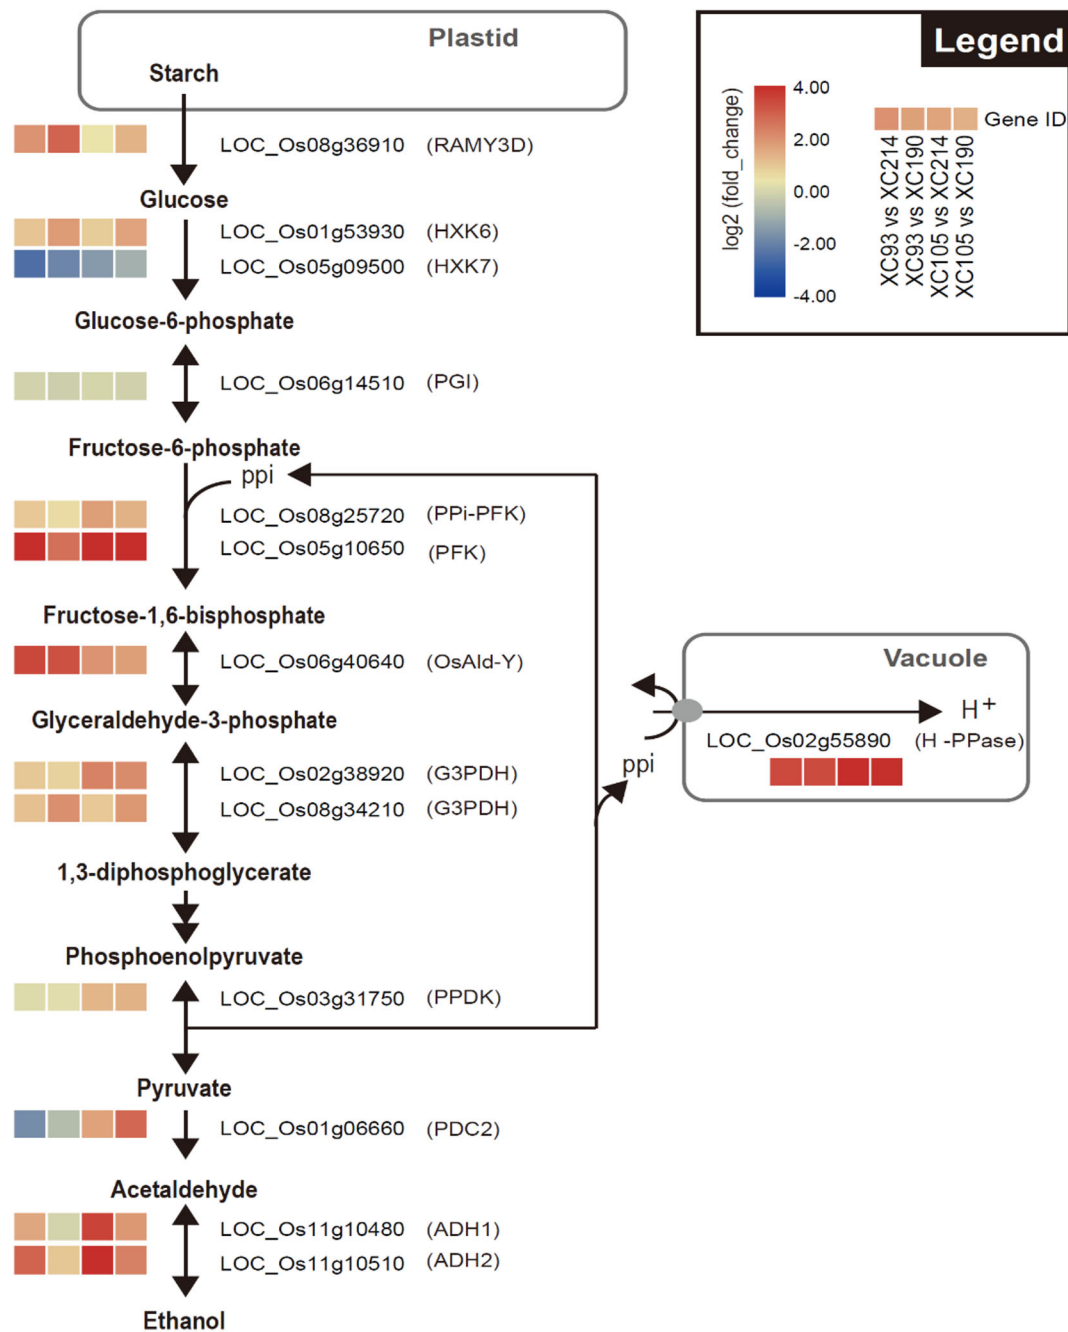 Plastid
Starch
LOC_Os08g36910 (RAMY3D)
Glucose
LOC_Os01g53930 (HXK6)
LOC_Os05g09500 (HXK7)
Glucose-6-phosphate
LOC_Os06g14510 (PGI)
Fructose-6-phosphate
ppi
LOC_Os08g25720 (PPi-PFK)
LOC_Os05g10650 (PFK)
Fructose-1,6-bisphosphate
LOC_Os06g40640 (OsAld-Y)
Glyceraldehyde-3-phosphate
LOC_Os02g38920 (G3PDH)
LOC_Os08g34210 (G3PDH)
1,3-diphosphoglycerate
Phosphoenolpyruvate
LOC_Os03g31750 (PPDK)
Pyruvate
LOC_Os01g06660 (PDC2)
Acetaldehyde
LOC_Os11g10480 (ADH1)
LOC_Os11g10510 (ADH2)
Ethanol
Legend
log2 (fold_change)
4.00
2.00
0.00
-2.00
-4.00
Gene ID
XC93 vs XC214
XC93 vs XC190
XC105 vs XC214
XC105 vs XC190
Vacuole
H+
LOC_Os02g55890 (H -PPase)
ppi